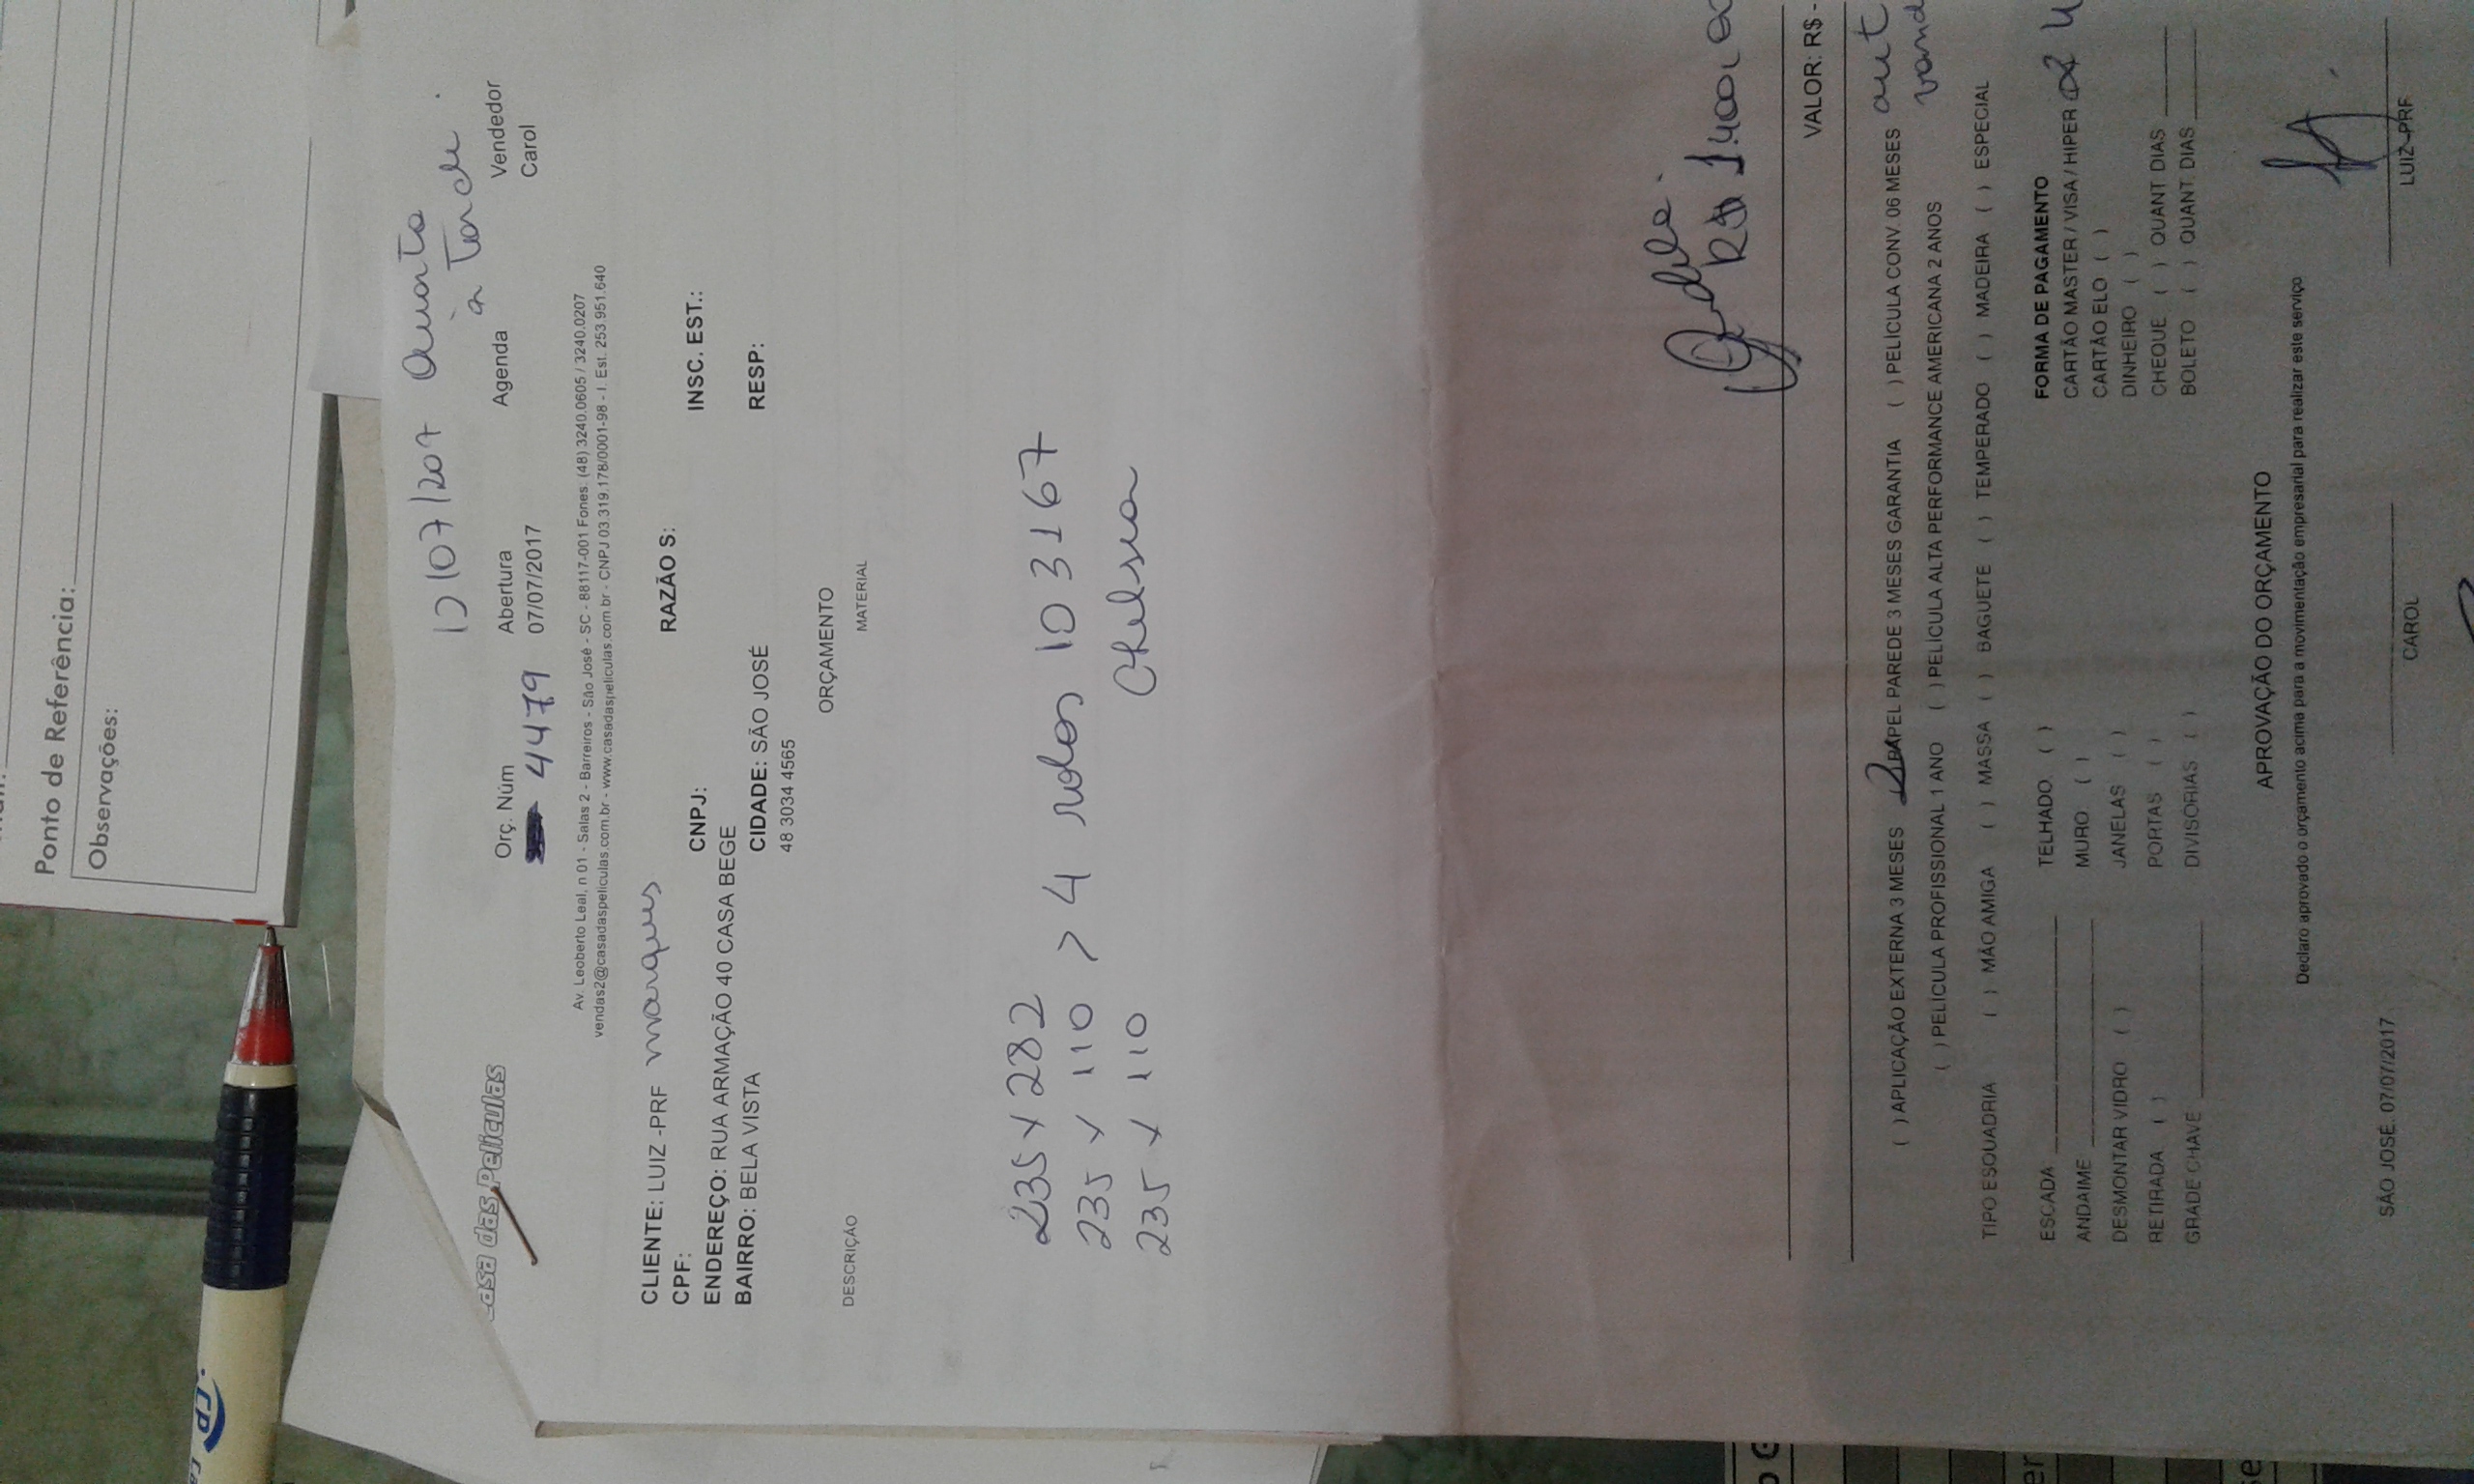 Ponto de Referência:
Observações:
07/207
à Tarde.
asa das Peliculas
Orç. Núm Abertura Agenda Vendedor
4479 07/07/2017 Carol
Av. Leoberto Leal, n 01 - Salas 2 - Barreiros - São José - SC - 88117-001 Fones: (48) 3240.0605 / 3240.0207
vendas2@casadaspeliculas.com.br - www.casadaspeliculas.com.br - CNPJ 03.319.178/0001-98 - I. Est. 253.951.640
CLIENTE: LUIZ -PRF marques RAZÃO S:
CPF: CNPJ: INSC. EST.:
ENDEREÇO: RUA ARMAÇÃO 40 CASA BEGE
BAIRRO: BELA VISTA CIDADE: SÃO JOSÉ RESP:
48 3034 4565
ORÇAMENTO
DESCRIÇÃO MATERIAL
235 x 282
235 x 110 > 4 rolos 103167
235 x 110 Chelsea
R$ 1.400,00
VALOR: R$ -
( ) APLICAÇÃO EXTERNA 3 MESES PAPEL PAREDE 3 MESES GARANTIA ( ) PELÍCULA CONV. 06 MESES aut
( ) PELÍCULA PROFISSIONAL 1 ANO ( ) PELÍCULA ALTA PERFORMANCE AMERICANA 2 ANOS vand
TIPO ESQUADRIA ( ) MÃO AMIGA ( ) MASSA ( ) BAGUETE ( ) TEMPERADO ( ) MADEIRA ( ) ESPECIAL
ESCADA TELHADO ( ) FORMA DE PAGAMENTO
ANDAIME MURO ( ) CARTÃO MASTER / VISA / HIPER
DESMONTAR VIDRO ( ) JANELAS ( ) CARTÃO ELO ( )
RETIRADA ( ) PORTAS ( ) DINHEIRO ( )
GRADE CHAVE DIVISORIAS ( ) CHEQUE ( ) QUANT DIAS
BOLETO ( ) QUANT. DIAS
APROVAÇÃO DO ORÇAMENTO
Declaro aprovado o orçamento acima para a movimentação empresarial para realizar este serviço
SÃO JOSÉ, 07/07/2017 CAROL LUIZ -PRF
CP